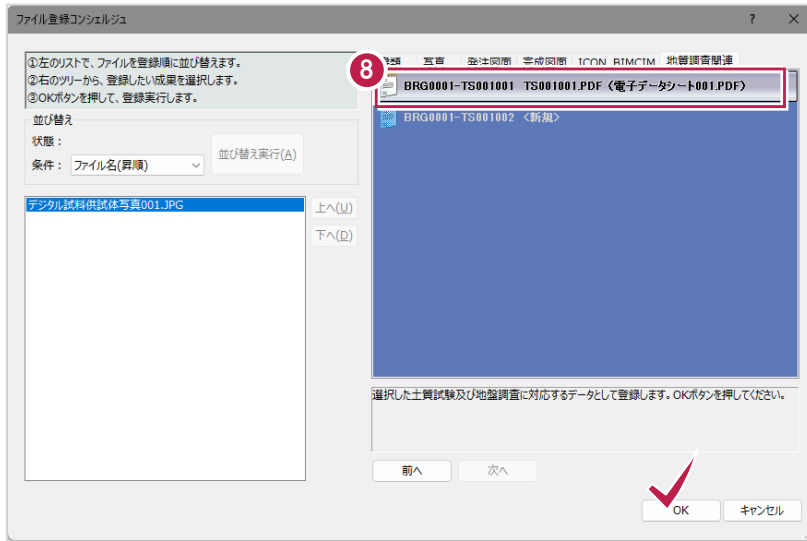 ファイル登録コンシェルジュ
?
①左のリストで、ファイルを登録順に並び替えます。
②右のツリーから、登録したい成果を選択します。
③OKボタンを押して、登録実行します。
並び替え
状態：
条件： ファイル名(昇順)
並び替え実行(A)
デジタル試料供試体写真001.JPG
上へ(U)
下へ(D)
写真 発注図面 完成図面 ICON BIMCIM 地質調査関連
8
BRG0001-TS001001 TS001001.PDF（電子データシート001.PDF）
BRG0001-TS001002 〈新規〉
選択した土質試験及び地盤調査に対応するデータとして登録します。OKボタンを押してください。
前へ
次へ
OK
キャンセル